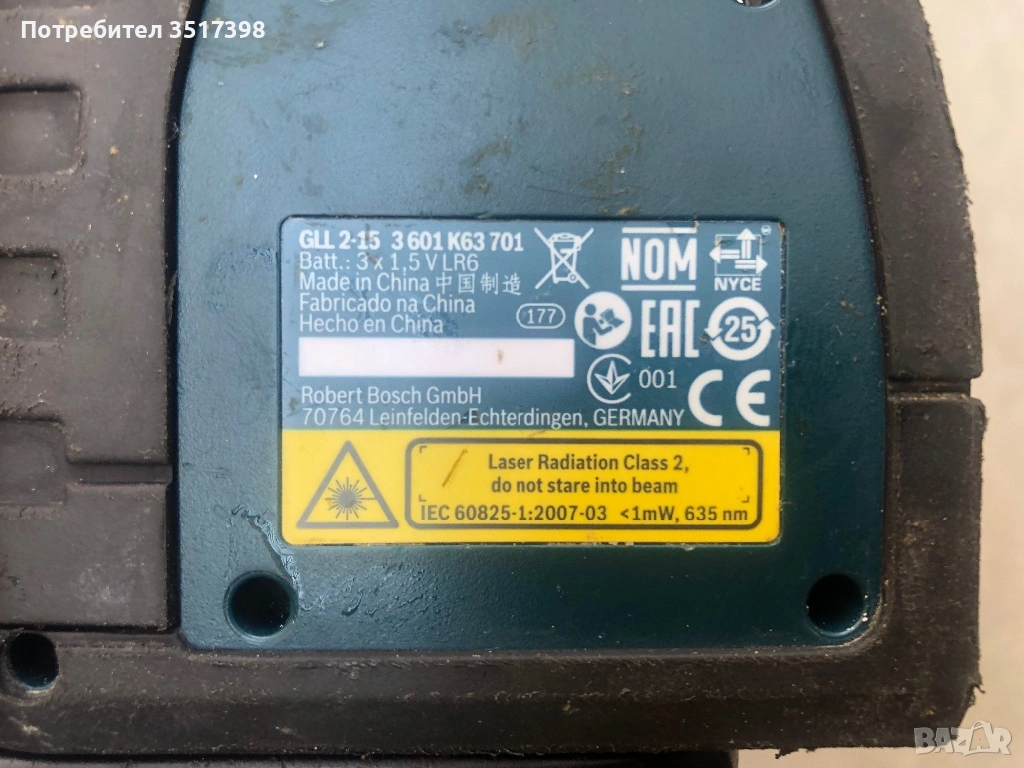 Потребител 3517398
GLL 2-15 3 601 K63 701
Batt.: 3 x 1,5 V LR6
Made in China 中国制造
Fabricado na China
Hecho en China
177
NOM
NYCE
EAC
25
001
CE
Robert Bosch GmbH
70764 Leinfelden-Echterdingen, GERMANY
Laser Radiation Class 2,
do not stare into beam
IEC 60825-1:2007-03 <1mW, 635 nm
BAZAR